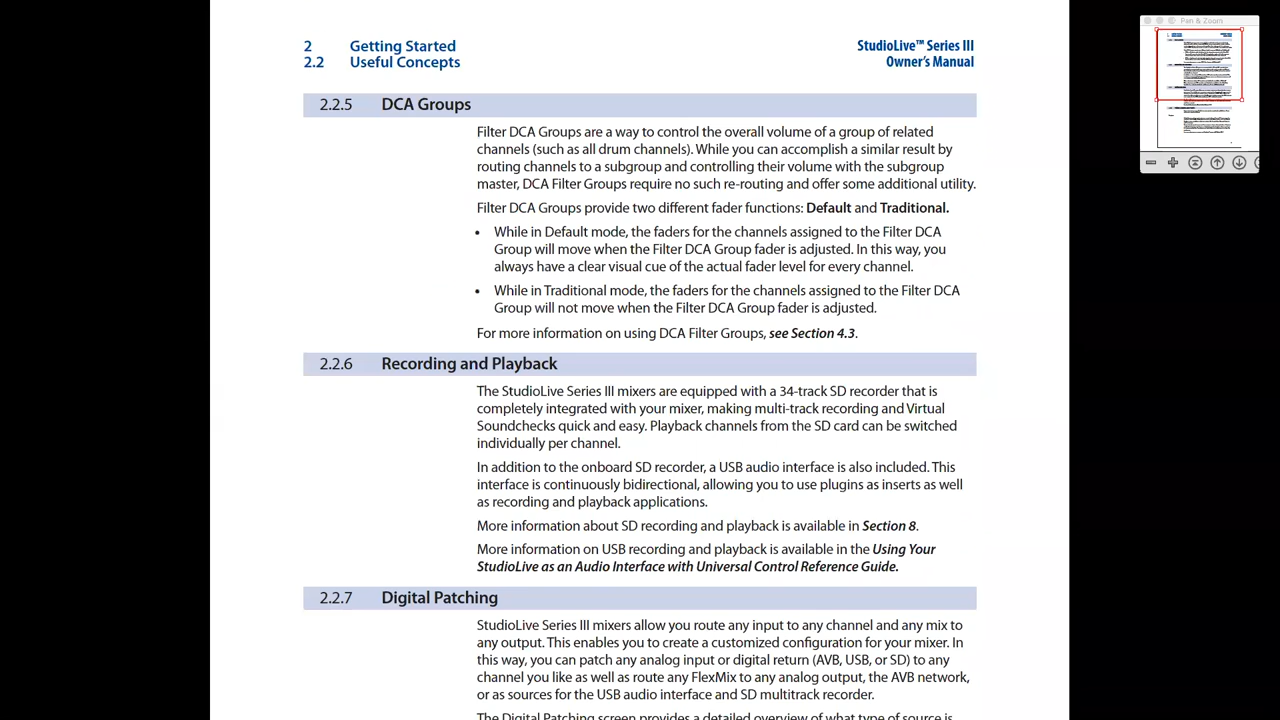 2 Getting Started
2.2 Useful Concepts
StudioLive™ Series III
Owner's Manual
Pan & Zoom
2.2.5 DCA Groups
A DCA Group is a way to control the overall volume of a group of related
channels (such as all drum channels). While you can accomplish a similar result by
routing channels to a subgroup and controlling their volume with the subgroup
master, DCA Filter Groups require no such re-routing and offer some additional utility.
Filter DCA Groups provide two different fader functions: Default and Traditional.
• While in Default mode, the faders for the channels assigned to the Filter DCA
Group will move when the Filter DCA Group fader is adjusted. In this way, you
always have a clear visual cue of the actual fader level for every channel.
• While in Traditional mode, the faders for the channels assigned to the Filter DCA
Group will not move when the Filter DCA Group fader is adjusted.
For more information on using DCA Filter Groups, see Section 4.3.
2.2.6 Recording and Playback
The StudioLive Series III mixers are equipped with a 34-track SD recorder that is
completely integrated with your mixer, making multi-track recording and Virtual
Soundchecks quick and easy. Playback channels from the SD card can be switched
individually per channel.
In addition to the onboard SD recorder, a USB audio interface is also included. This
interface is continuously bidirectional, allowing you to use plugins as inserts as well
as recording and playback applications.
More information about SD recording and playback is available in Section 8.
More information on USB recording and playback is available in the Using Your
StudioLive as an Audio Interface with Universal Control Reference Guide.
2.2.7 Digital Patching
StudioLive Series III mixers allow you route any input to any channel and any mix to
any output. This enables you to create a customized configuration for your mixer. In
this way, you can patch any analog input or digital return (AVB, USB, or SD) to any
channel you like as well as route any FlexMix to any analog output, the AVB network,
or as sources for the USB audio interface and SD multitrack recorder.
The Digital Patching screen provides a detailed overview of what type of source is